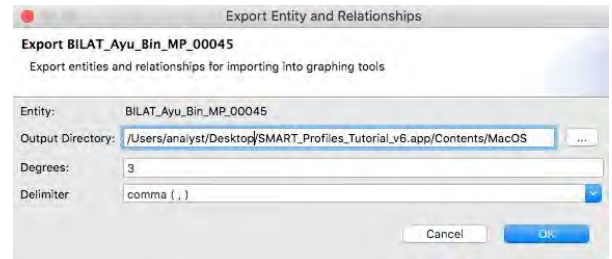 Export Entity and Relationships
Export BILAT_Ayu_Bin_MP_00045
Export entities and relationships for importing into graphing tools
Entity: BILAT_Ayu_Bin_MP_00045
Output Directory: /Users/analyst/Desktop/SMART_Profiles_Tutorial_v6.app/Contents/MacOS ...
Degrees: 3
Delimiter comma ( , )
Cancel OK